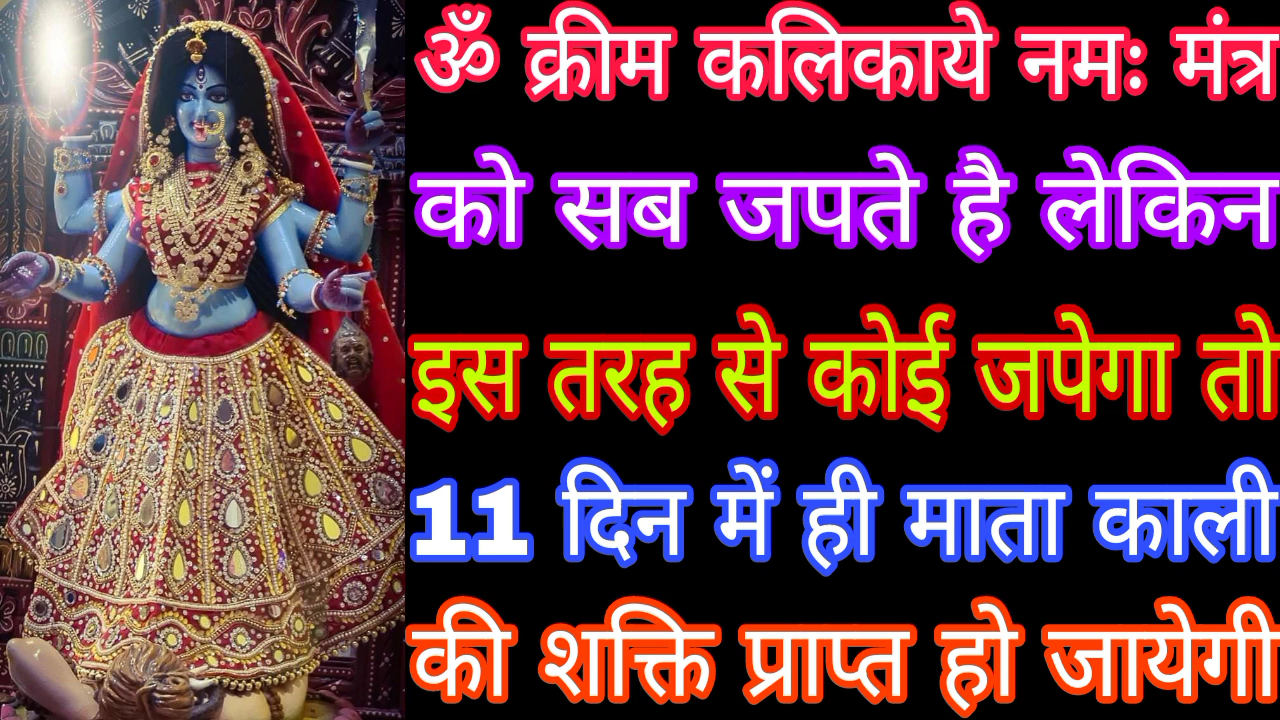 ॐ क्रीम कलिकाये नमः मंत्र
को सब जपते है लेकिन
इस तरह से कोई जपेगा तो
11 दिन में ही माता काली
की शक्ति प्राप्त हो जायेगी